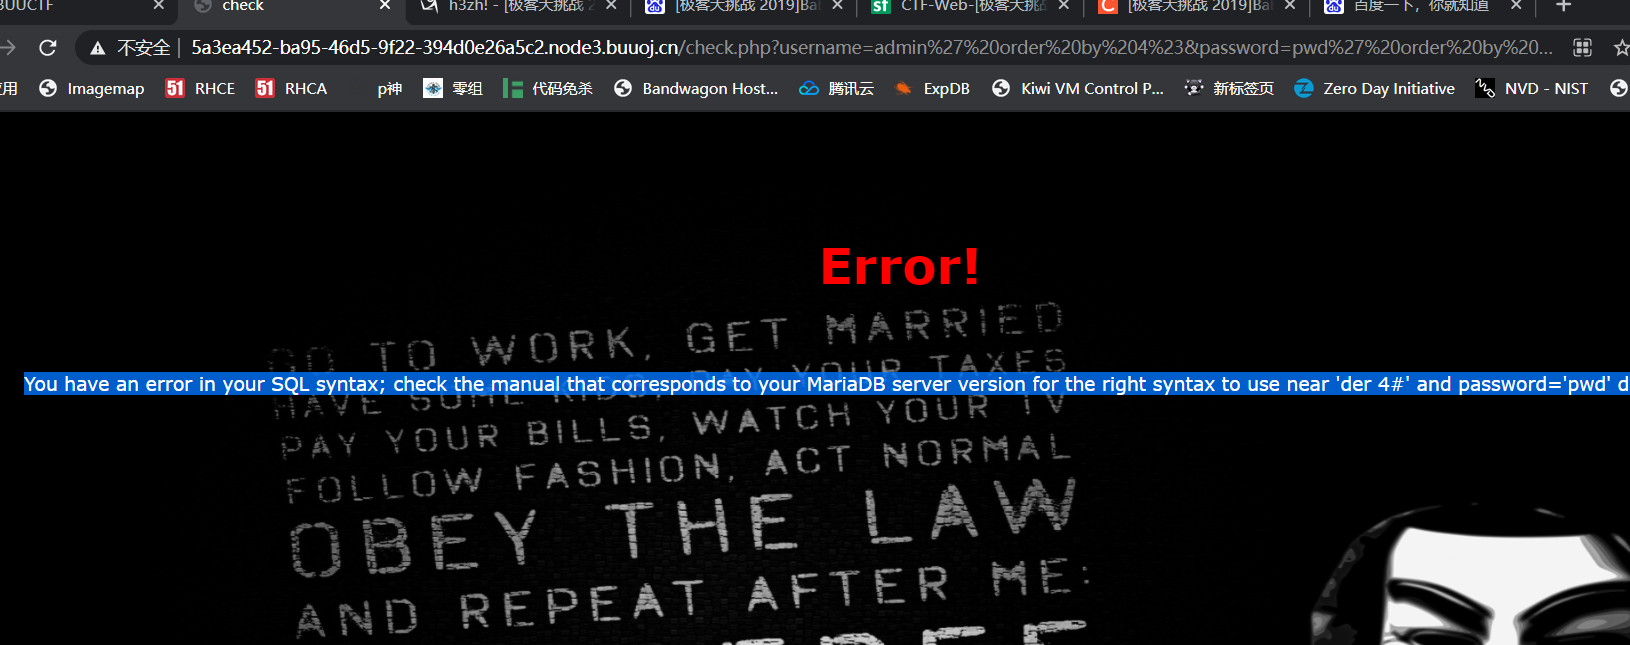 BUUCTF
check
h3zh! - [极客大挑战 2
[极客大挑战 2019]Bal
CTF-Web-[极客大挑
[极客大挑战 2019]Bal
百度一下，你就知道
不安全 5a3ea452-ba95-46d5-9f22-394d0e26a5c2.node3.buuoj.cn/check.php?username=admin%27%20order%20by%204%23&password=pwd%27%20order%20by%20...
应用 Imagemap 51 RHCE 51 RHCA p神 零组 代码免杀 Bandwagon Host... 腾讯云 ExpDB Kiwi VM Control P... 新标签页 Zero Day Initiative NVD - NIST
Error!
GO TO WORK, GET MARRIED
You have an error in your SQL syntax; check the manual that corresponds to your MariaDB server version for the right syntax to use near 'der 4#' and password='pwd' d
HAVE SOME KIDS, PAY YOUR TAXES
PAY YOUR BILLS, WATCH YOUR TV
FOLLOW FASHION, ACT NORMAL
OBEY THE LAW
AND REPEAT AFTER ME: